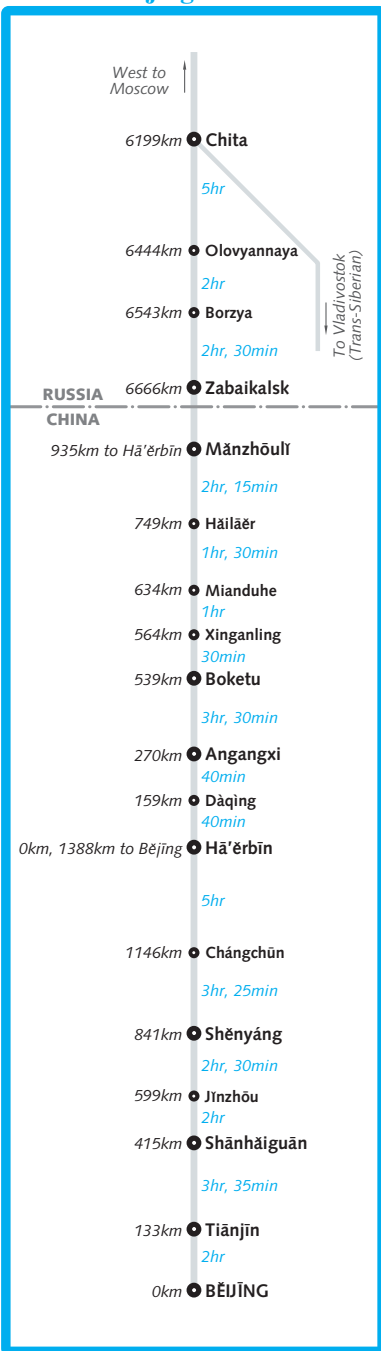 West to
Moscow
6199km Chita
5hr
6444km Olovyannaya
2hr
To Vladivostok
(Trans-Siberian)
6543km Borzya
2hr, 30min
6666km Zabaikalsk
RUSSIA
CHINA
935km to Hā'ěrbīn Mǎnzhōulǐ
2hr, 15min
749km Hǎilāěr
1hr, 30min
634km Mianduhe
1hr
564km Xinganling
30min
539km Boketu
3hr, 30min
270km Angangxi
40min
159km Dàqìng
40min
0km, 1388km to Bějīng Hā'ěrbīn
5hr
1146km Chángchūn
3hr, 25min
841km Shěnyáng
2hr, 30min
599km Jǐnzhōu
2hr
415km Shānhǎiguān
3hr, 35min
133km Tiānjīn
2hr
0km BĚIJĪNG